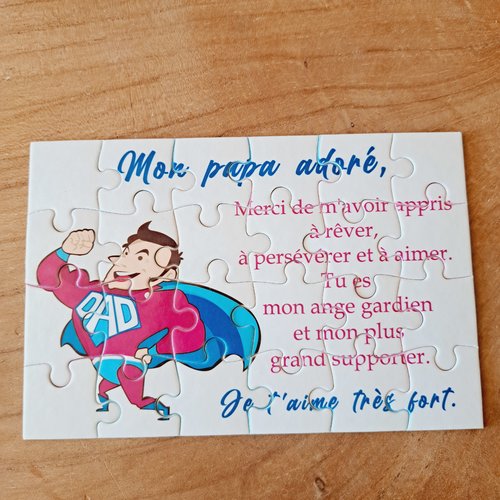 Mon papa adoré,
Merci de m'avoir appris
à rêver,
à persévérer et à aimer.
Tu es
mon ange gardien
et mon plus
grand supporter.
Je t'aime très fort.
DAD